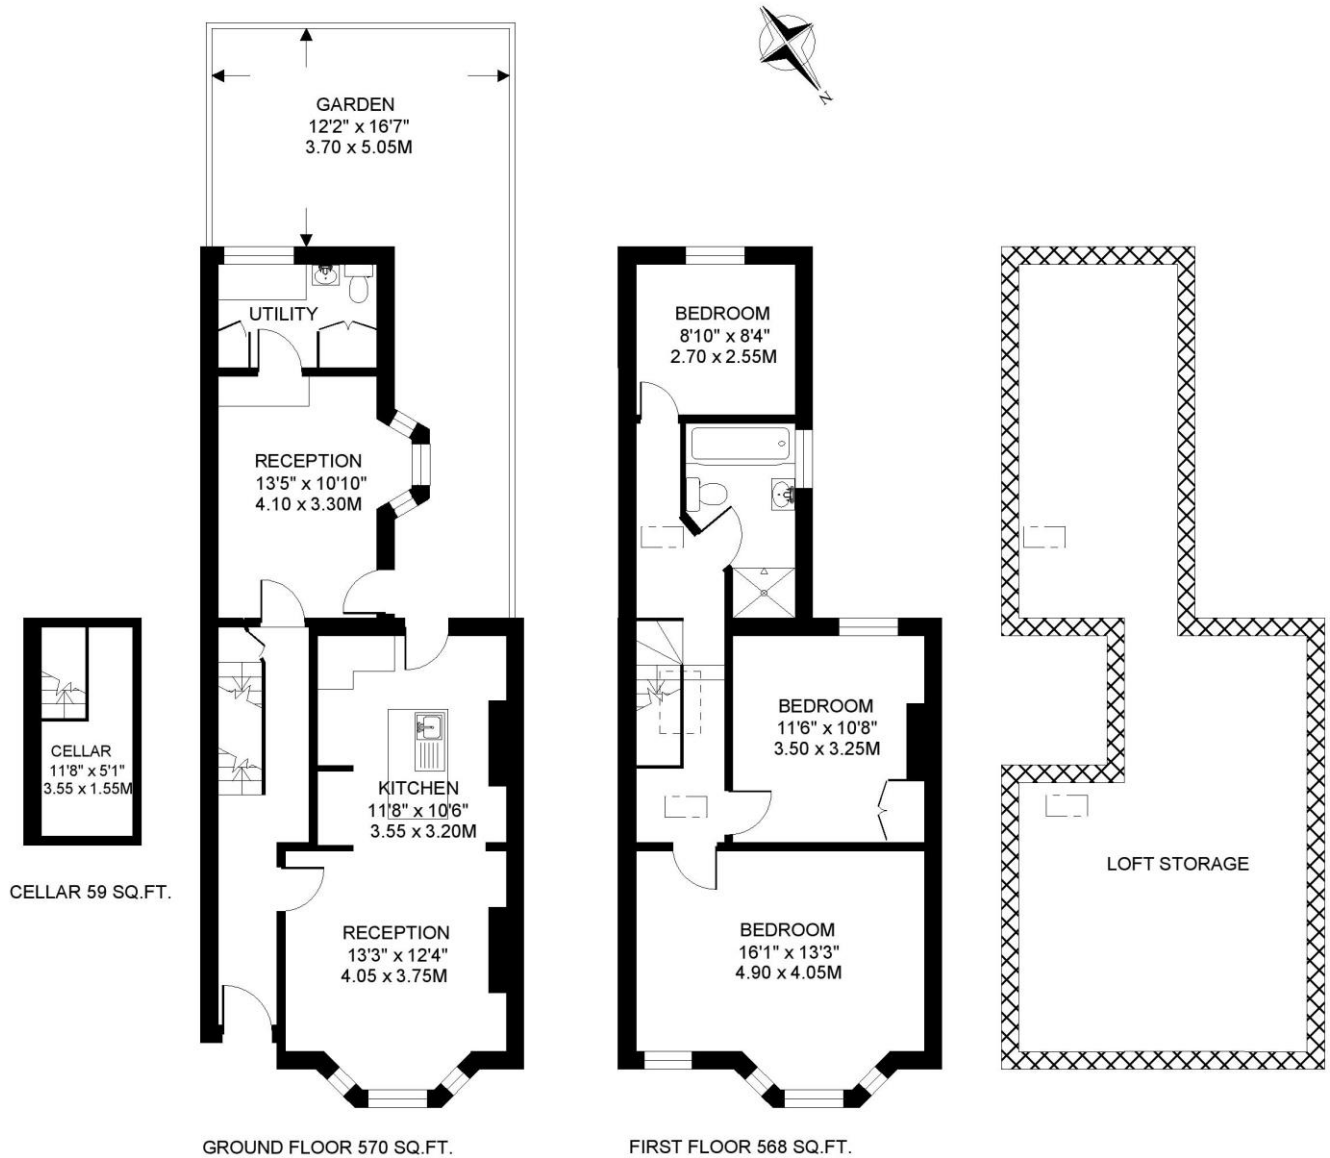 N
GARDEN
12'2" x 16'7"
3.70 x 5.05M
UTILITY
RECEPTION
13'5" x 10'10"
4.10 x 3.30M
KITCHEN
11'8" x 10'6"
3.55 x 3.20M
RECEPTION
13'3" x 12'4"
4.05 x 3.75M
GROUND FLOOR 570 SQ.FT.
CELLAR
11'8" x 5'1"
3.55 x 1.55M
CELLAR 59 SQ.FT.
BEDROOM
8'10" x 8'4"
2.70 x 2.55M
BEDROOM
11'6" x 10'8"
3.50 x 3.25M
BEDROOM
16'1" x 13'3"
4.90 x 4.05M
FIRST FLOOR 568 SQ.FT.
LOFT STORAGE